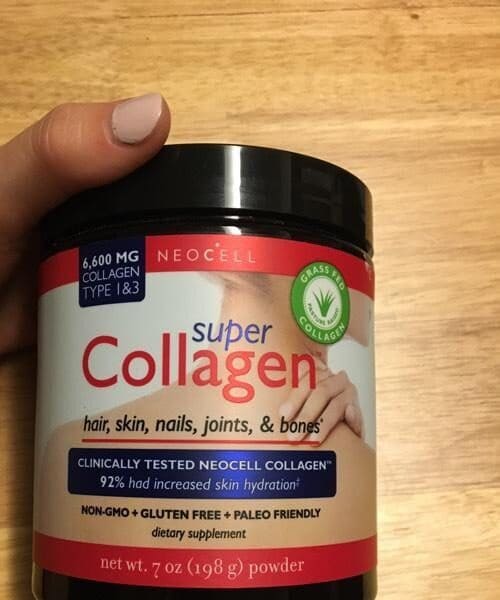 6,600 MG
COLLAGEN
TYPE 1&3
NEOCELL
GRASS FED
PASTURE RAISED
COLLAGEN
super
Collagen
hair, skin, nails, joints, & bones*
CLINICALLY TESTED NEOCELL COLLAGEN™
92% had increased skin hydration‡
NON-GMO + GLUTEN FREE + PALEO FRIENDLY
dietary supplement
net wt. 7 oz (198 g) powder